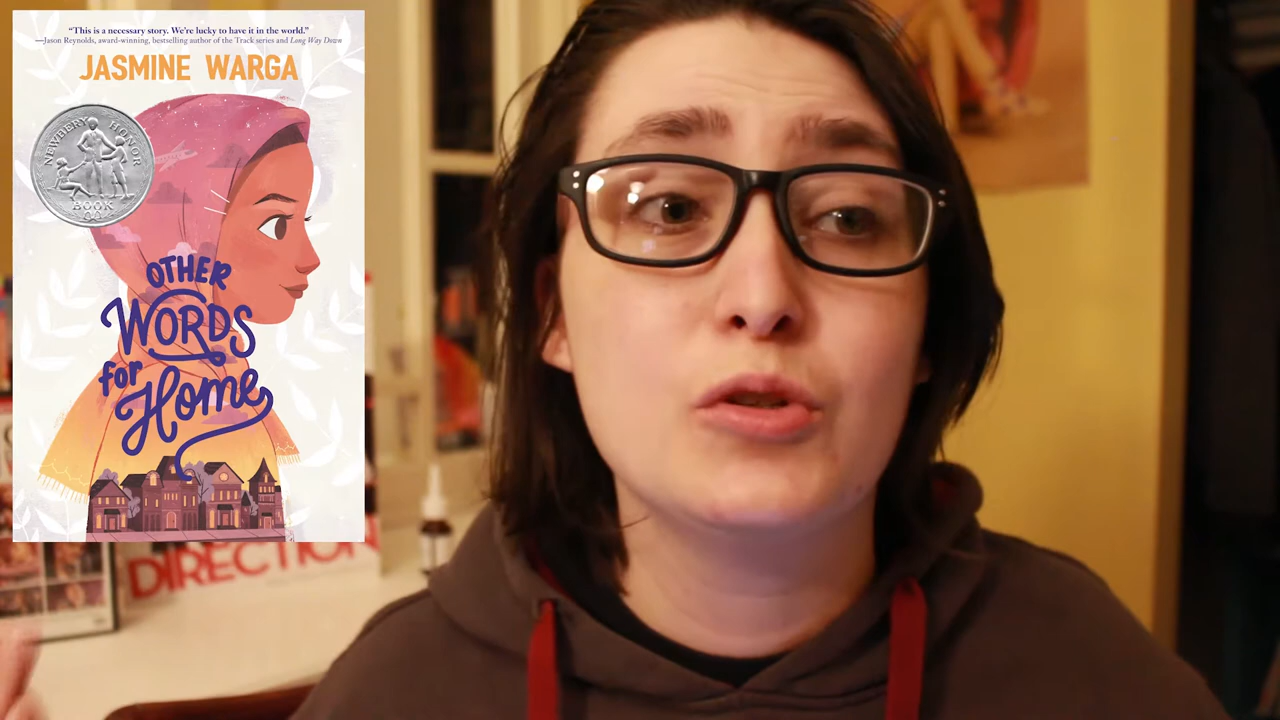 “This is a necessary story. We’re lucky to have it in the world.”
—Jason Reynolds, award-winning, bestselling author of the Track series and Long Way Down
JASMINE WARGA
NEWBERY HONOR
BOOK
OTHER
WORDS
for
Home
DIRECTION